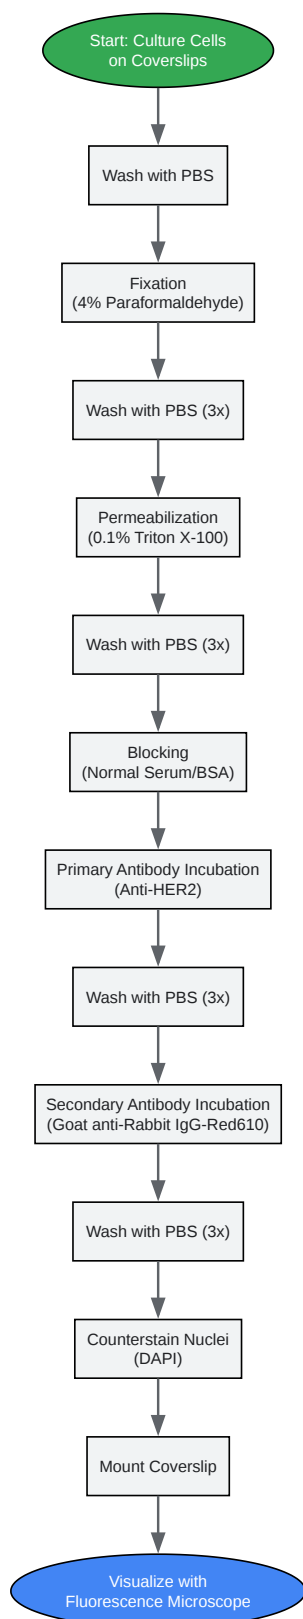 Start: Culture Cells
on Coverslips
Wash with PBS
Fixation
(4% Paraformaldehyde)
Wash with PBS (3x)
Permeabilization
(0.1% Triton X-100)
Wash with PBS (3x)
Blocking
(Normal Serum/BSA)
Primary Antibody Incubation
(Anti-HER2)
Wash with PBS (3x)
Secondary Antibody Incubation
(Goat anti-Rabbit IgG-Red610)
Wash with PBS (3x)
Counterstain Nuclei
(DAPI)
Mount Coverslip
Visualize with
Fluorescence Microscope